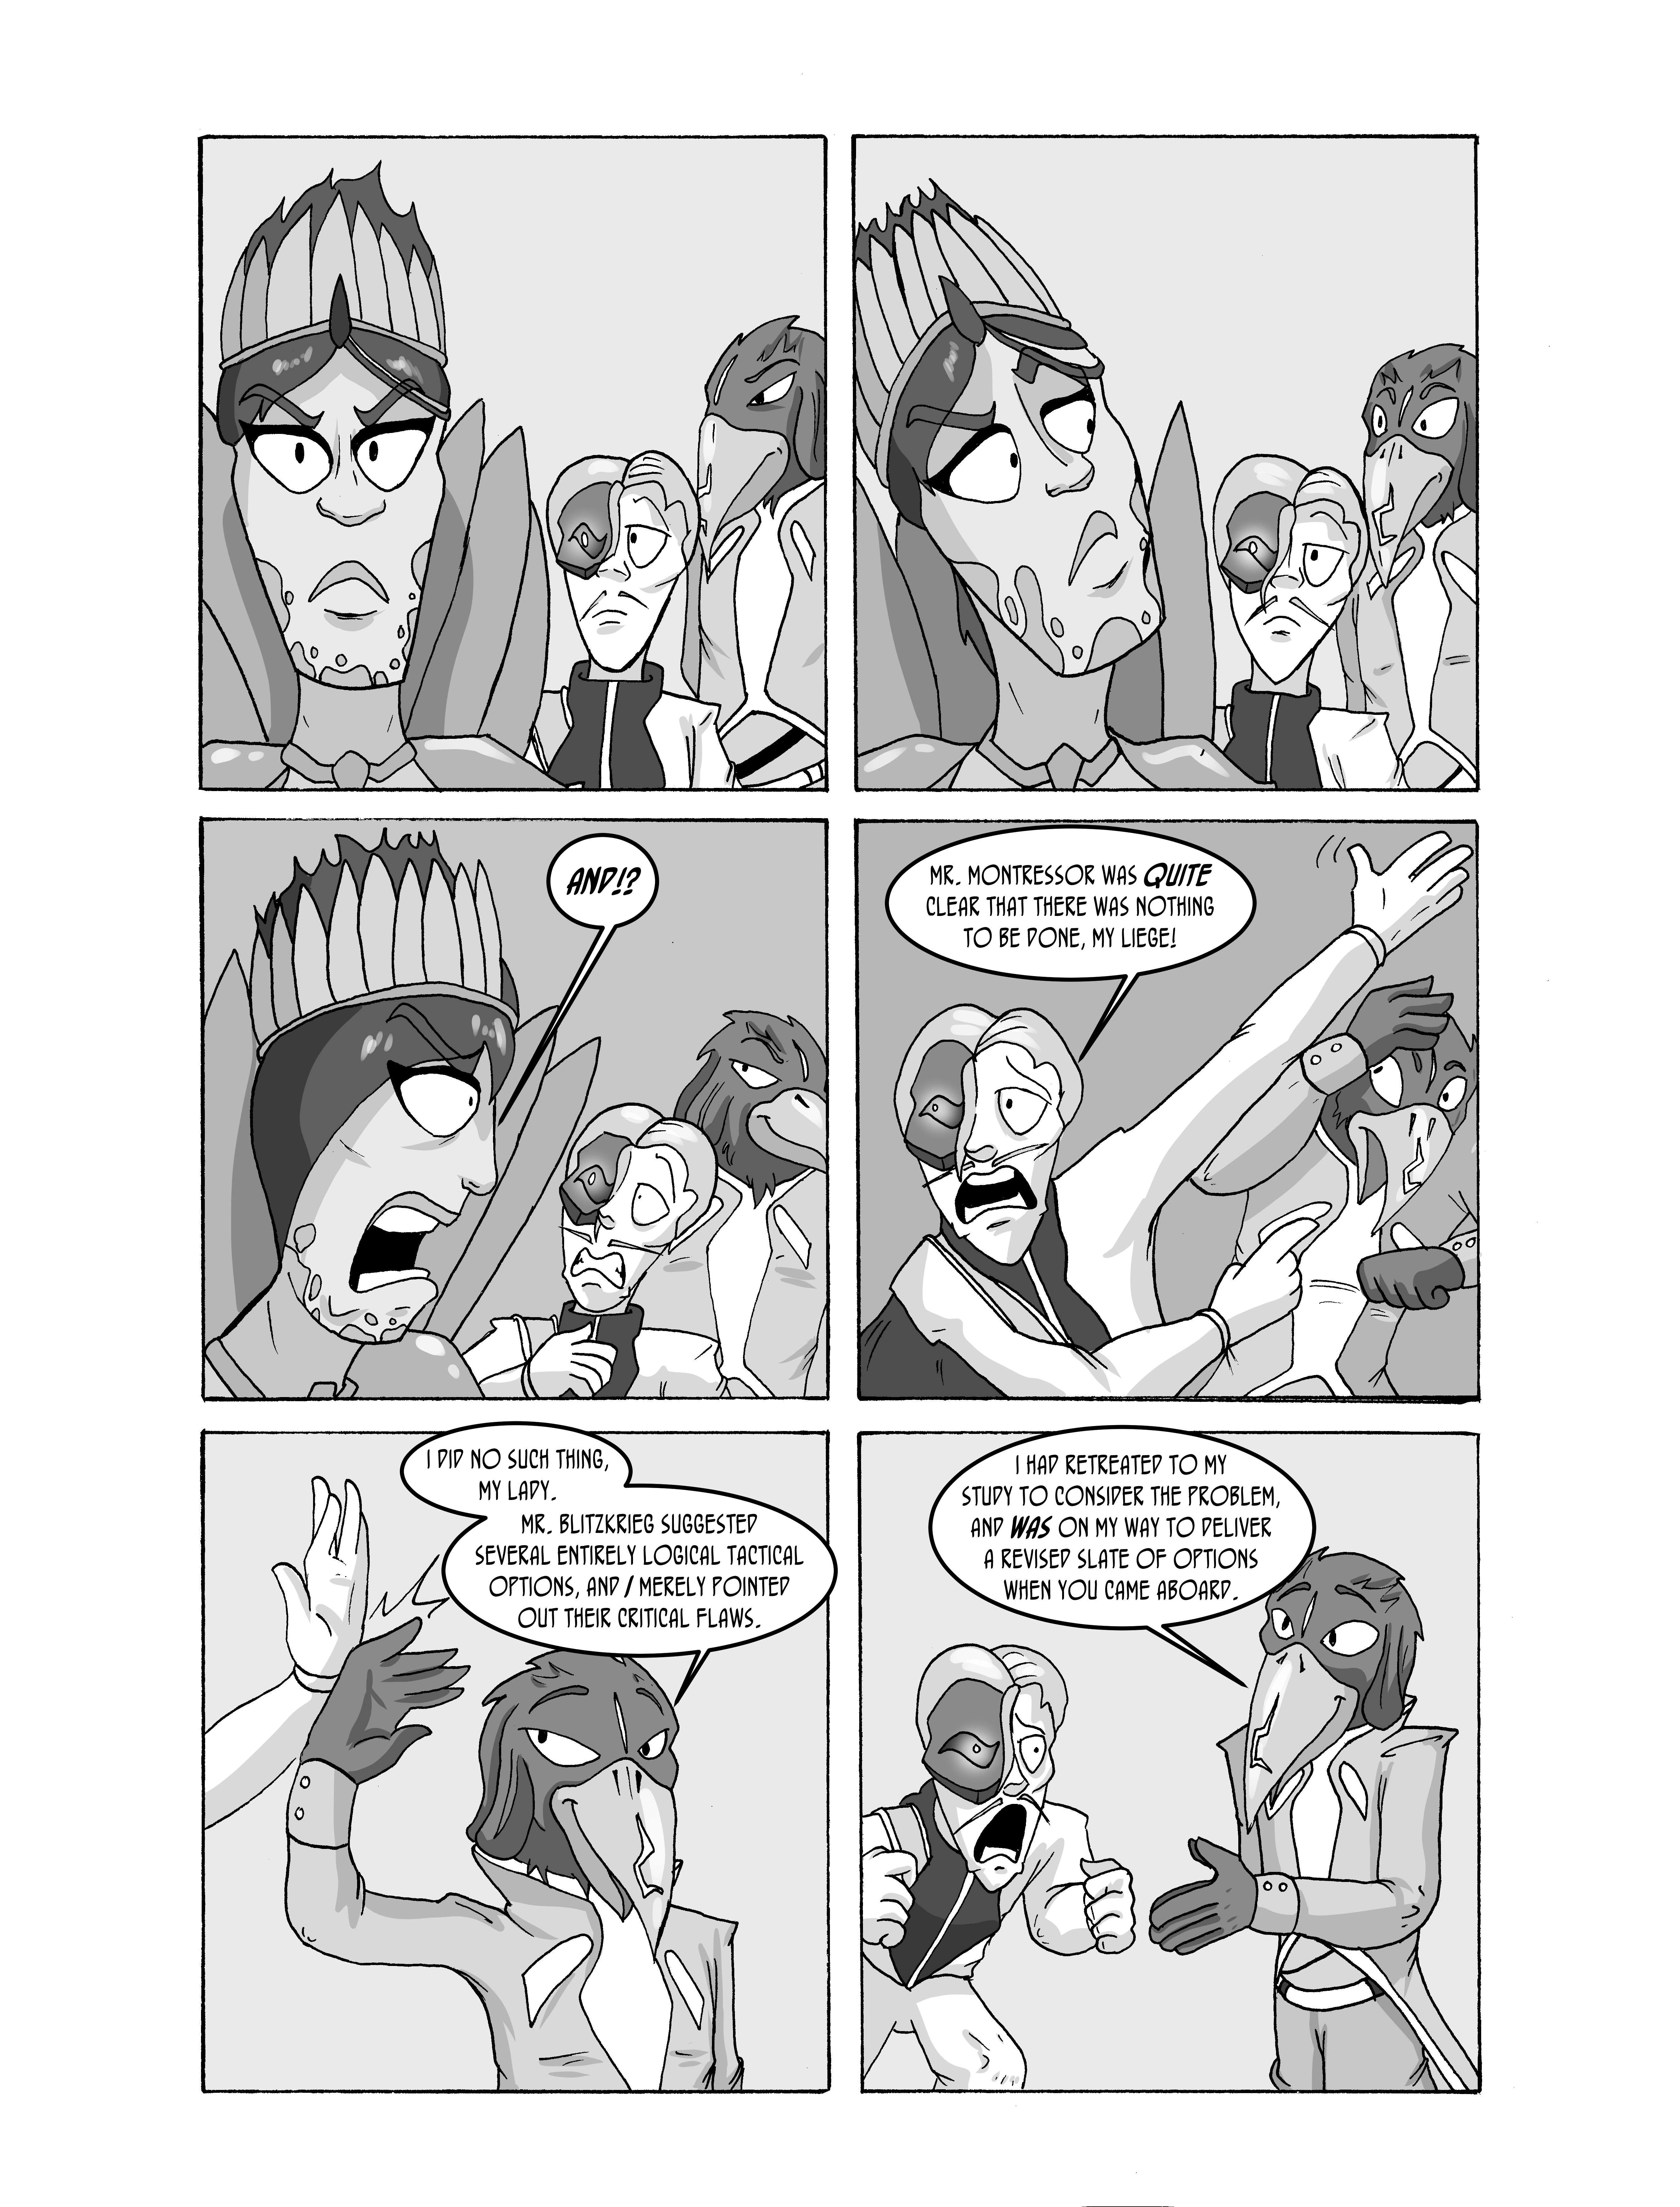 AND!?
MR. MONTRESSOR WAS QUITE
CLEAR THAT THERE WAS NOTHING
TO BE DONE, MY LIEGE!
I DID NO SUCH THING,
MY LADY.
MR. BLITZKRIEG SUGGESTED
SEVERAL ENTIRELY LOGICAL TACTICAL
OPTIONS, AND I MERELY POINTED
OUT THEIR CRITICAL FLAWS.
I HAD RETREATED TO MY
STUDY TO CONSIDER THE PROBLEM,
AND WAS ON MY WAY TO DELIVER
A REVISED SLATE OF OPTIONS
WHEN YOU CAME ABOARD.